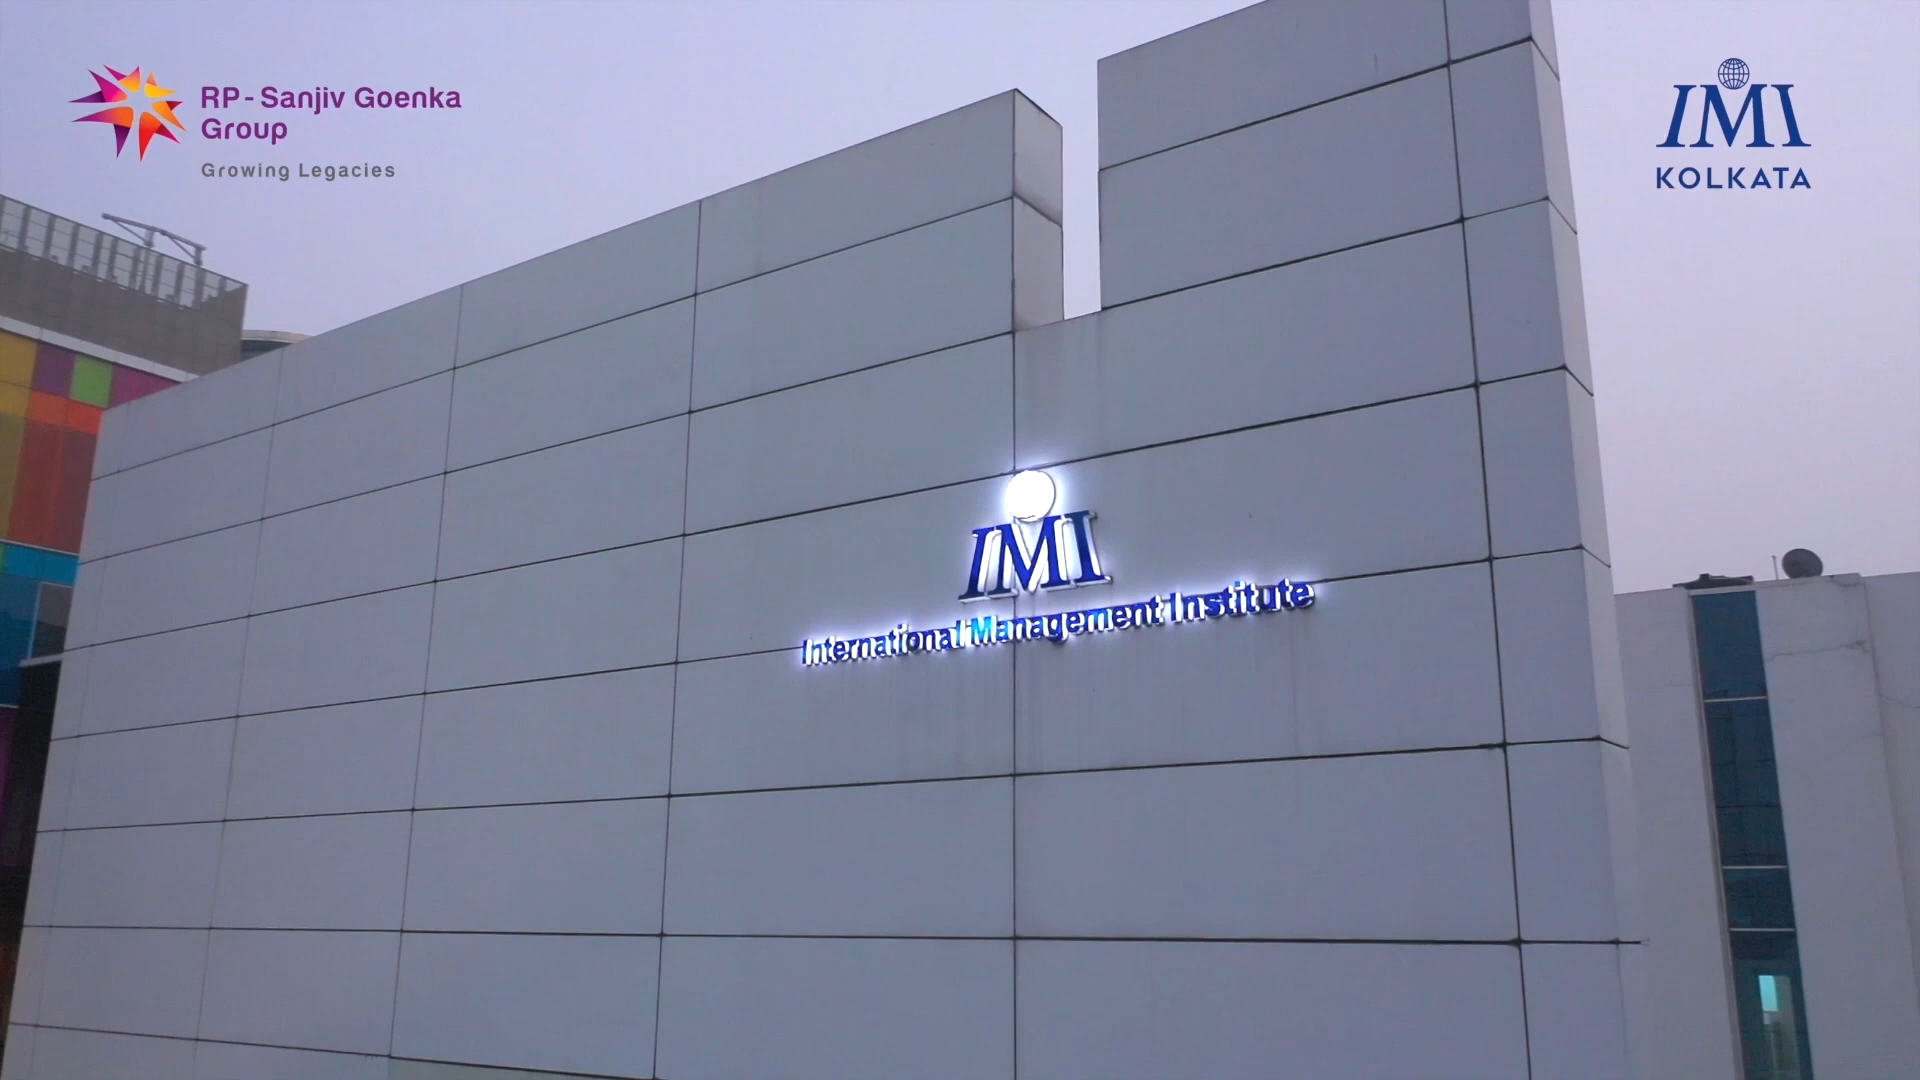 RP - Sanjiv Goenka
Group
Growing Legacies
IMI
KOLKATA
IMI
International Management Institute